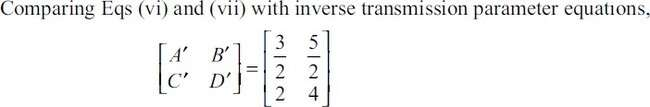 Comparing Eqs (vi) and (vii) with inverse transmission parameter equations,
[A′ B′
C′ D′] = [3/2 5/2
2 4]